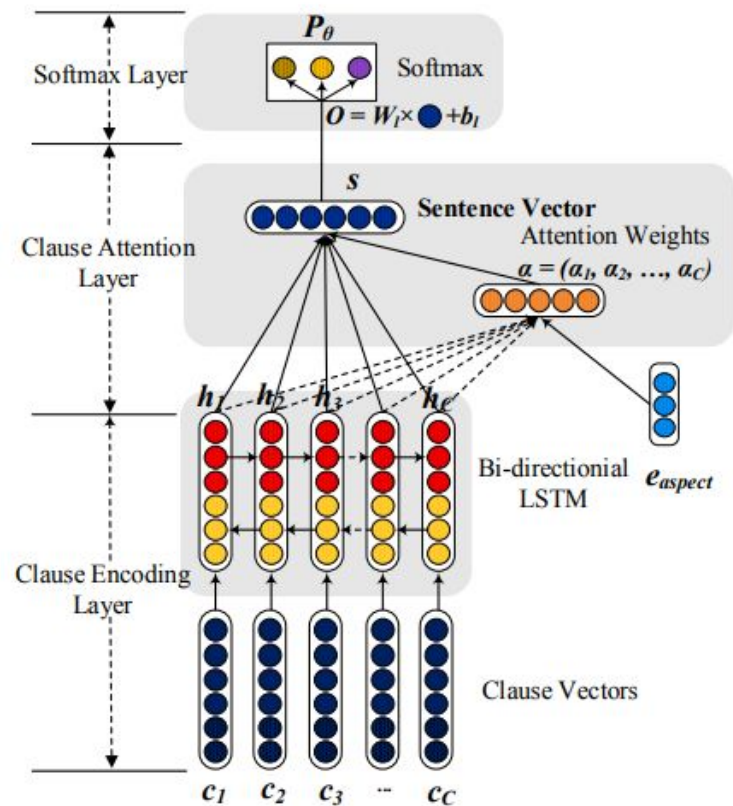 P_θ
Softmax Layer
Softmax
O = W_l × +b_l
s
Sentence Vector
Attention Weights
α = (α_1, α_2, ..., α_C)
Clause Attention
Layer
h_1 h_2 h_3 h_C
Bi-directionial
LSTM
e_aspect
Clause Encoding
Layer
Clause Vectors
c_1 c_2 c_3 ... c_C